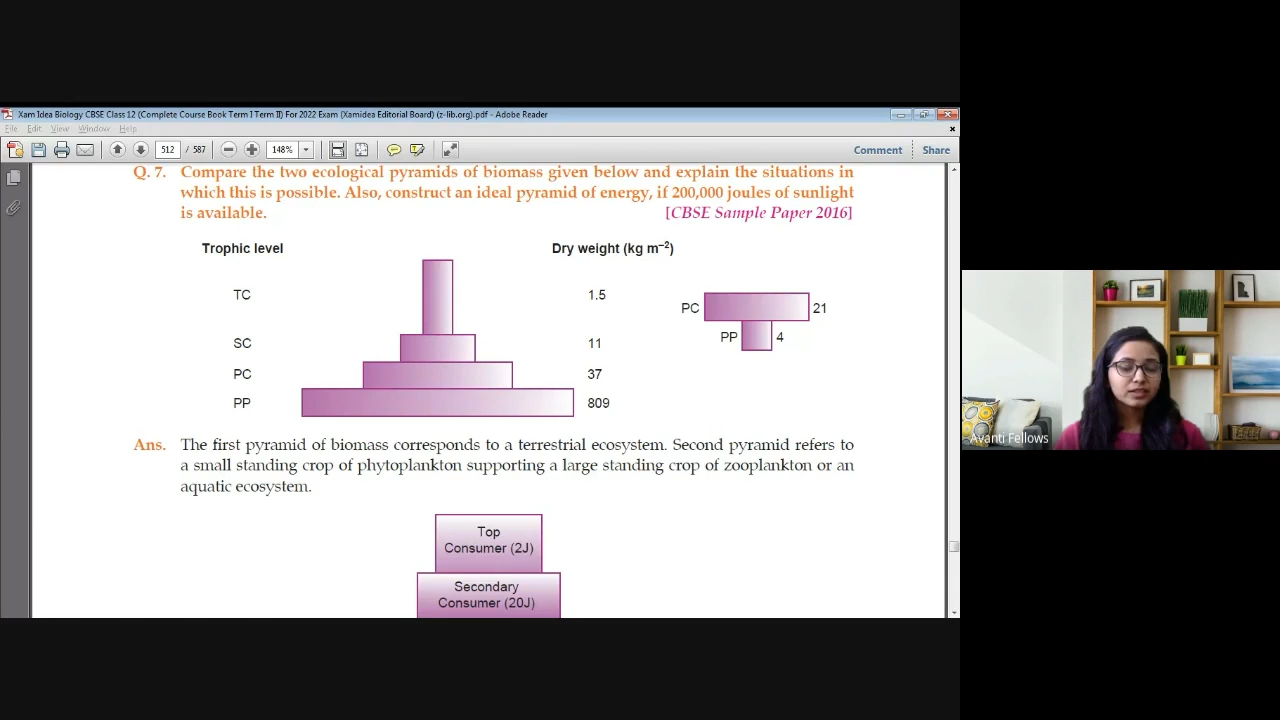 Xam Idea Biology CBSE Class 12 (Complete Course Book Term I Term II) For 2022 Exam (Xamidea Editorial Board) (z-lib.org).pdf - Adobe Reader
File Edit View Window Help
512 / 587 148% Comment Share
Q. 7. Compare the two ecological pyramids of biomass given below and explain the situations in
which this is possible. Also, construct an ideal pyramid of energy, if 200,000 joules of sunlight
is available. [CBSE Sample Paper 2016]
Trophic level Dry weight (kg m–2)
TC 1.5
PC 21
PP 4
SC 11
PC 37
PP 809
Ans. The first pyramid of biomass corresponds to a terrestrial ecosystem. Second pyramid refers to
a small standing crop of phytoplankton supporting a large standing crop of zooplankton or an
aquatic ecosystem.
Top
Consumer (2J)
Secondary
Consumer (20J)
Avanti Fellows